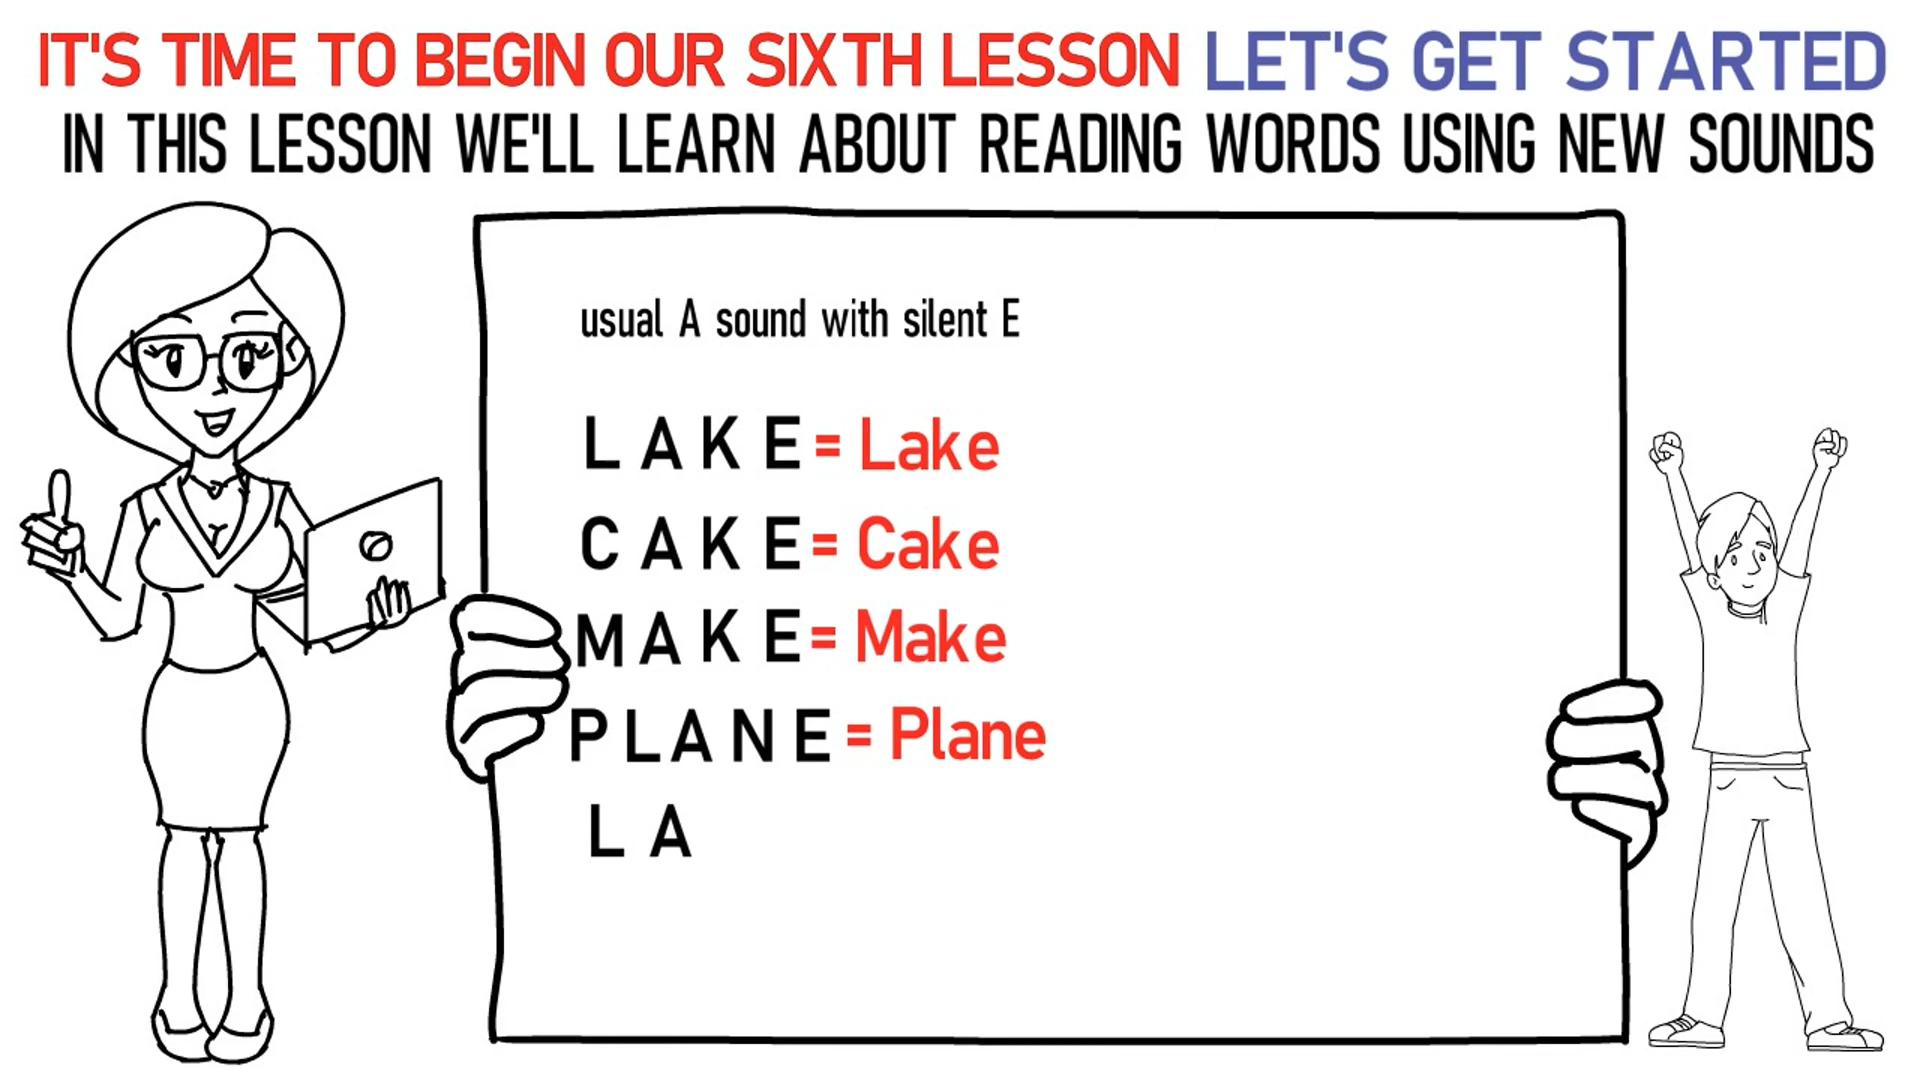 IT'S TIME TO BEGIN OUR SIXTH LESSON LET'S GET STARTED
IN THIS LESSON WE'LL LEARN ABOUT READING WORDS USING NEW SOUNDS
usual A sound with silent E
L A K E = Lake
C A K E = Cake
M A K E = Make
P L A N E = Plane
L A